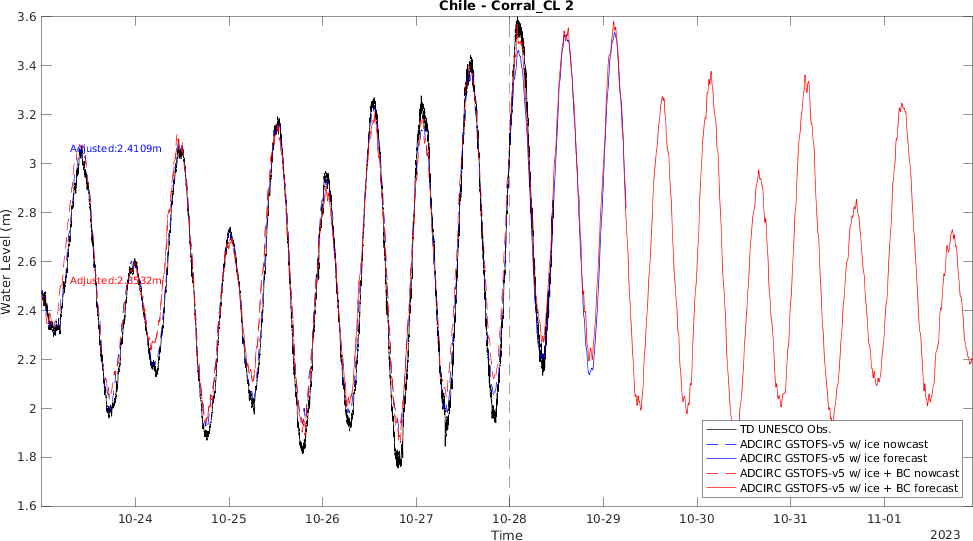 Chile - Corral_CL 2
3.6
3.4
3.2
3
2.8
2.6
2.4
2.2
2
1.8
1.6
Water Level (m)
Adjusted:2.4109m
Adjusted:2.3532m
TD UNESCO Obs.
ADCIRC GSTOFS-v5 w/ ice nowcast
ADCIRC GSTOFS-v5 w/ ice forecast
ADCIRC GSTOFS-v5 w/ ice + BC nowcast
ADCIRC GSTOFS-v5 w/ ice + BC forecast
10-24 10-25 10-26 10-27 10-28 10-29 10-30 10-31 11-01
Time
2023